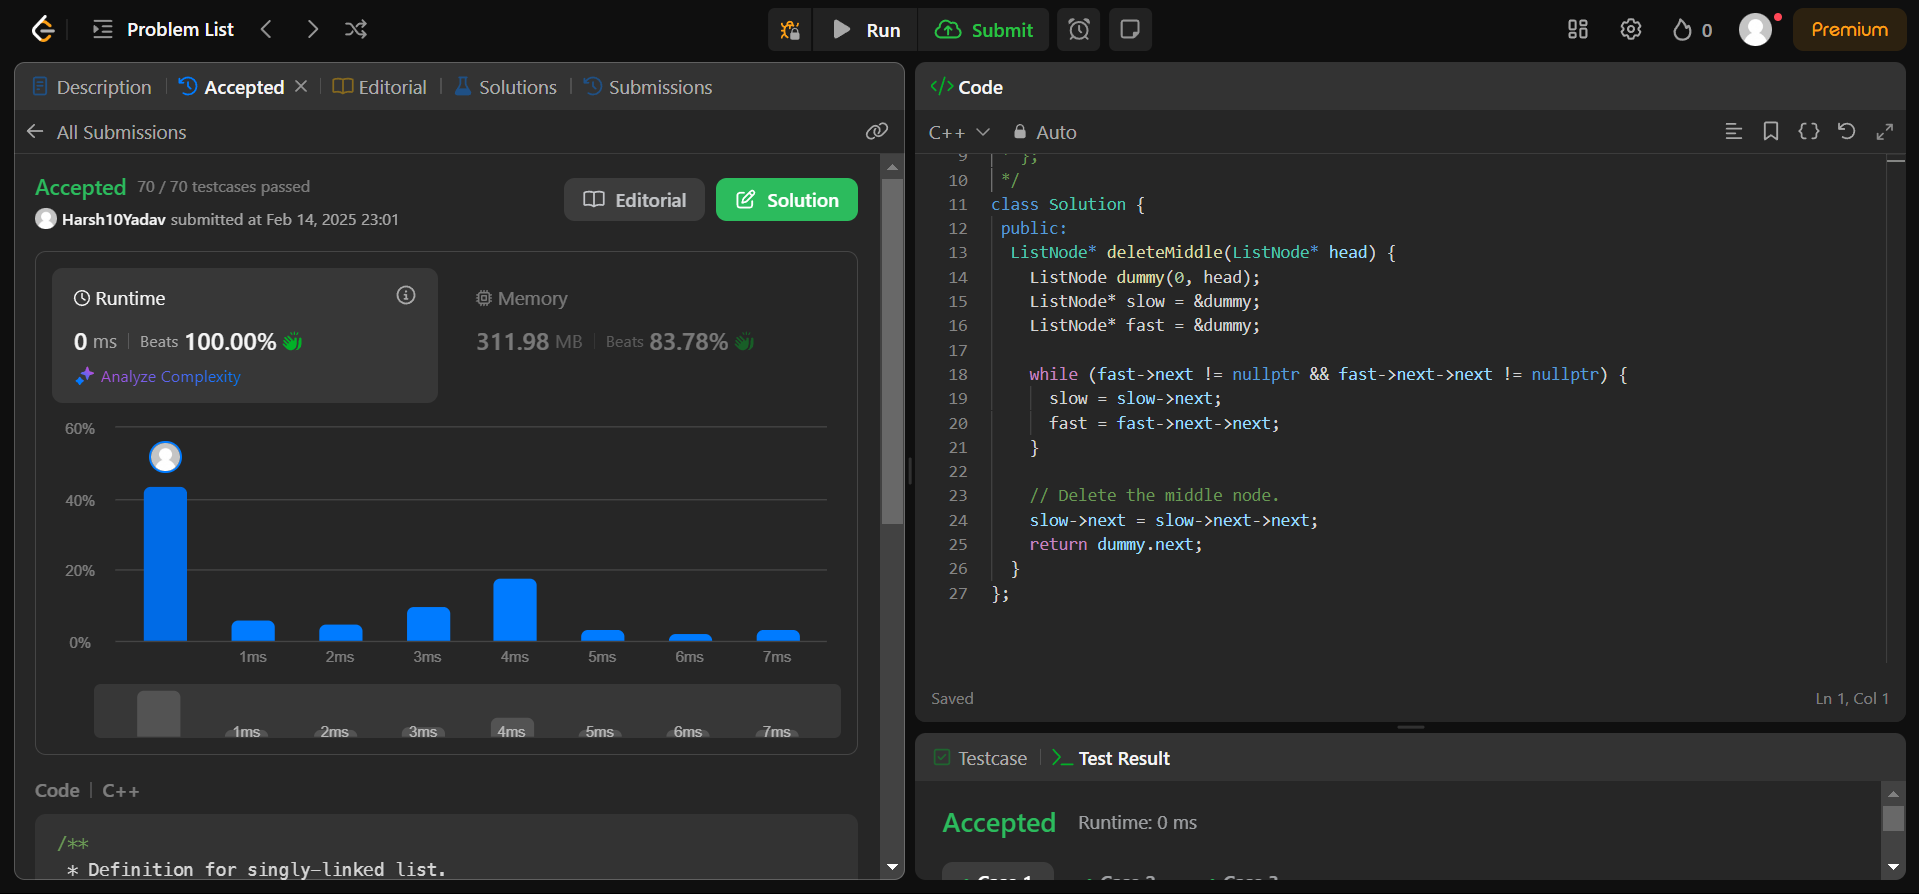 Problem List
Run
Submit
0
Premium
Description
Accepted
Editorial
Solutions
Submissions
All Submissions
Accepted 70 / 70 testcases passed
Harsh10Yadav submitted at Feb 14, 2025 23:01
Editorial
Solution
Runtime
0 ms | Beats 100.00%
Analyze Complexity
Memory
311.98 MB | Beats 83.78%
60%
40%
20%
0%
1ms 2ms 3ms 4ms 5ms 6ms 7ms
1ms 2ms 3ms 4ms 5ms 6ms 7ms
Code | C++
/**
* Definition for singly-linked list.
</> Code
C++ Auto
9 * };
10 */
11 class Solution {
12 public:
13 ListNode* deleteMiddle(ListNode* head) {
14 ListNode dummy(0, head);
15 ListNode* slow = &dummy;
16 ListNode* fast = &dummy;
17
18 while (fast->next != nullptr && fast->next->next != nullptr) {
19 slow = slow->next;
20 fast = fast->next->next;
21 }
22
23 // Delete the middle node.
24 slow->next = slow->next->next;
25 return dummy.next;
26 }
27 };
Saved
Ln 1, Col 1
Testcase
Test Result
Accepted Runtime: 0 ms
Case 1 Case 2 Case 3